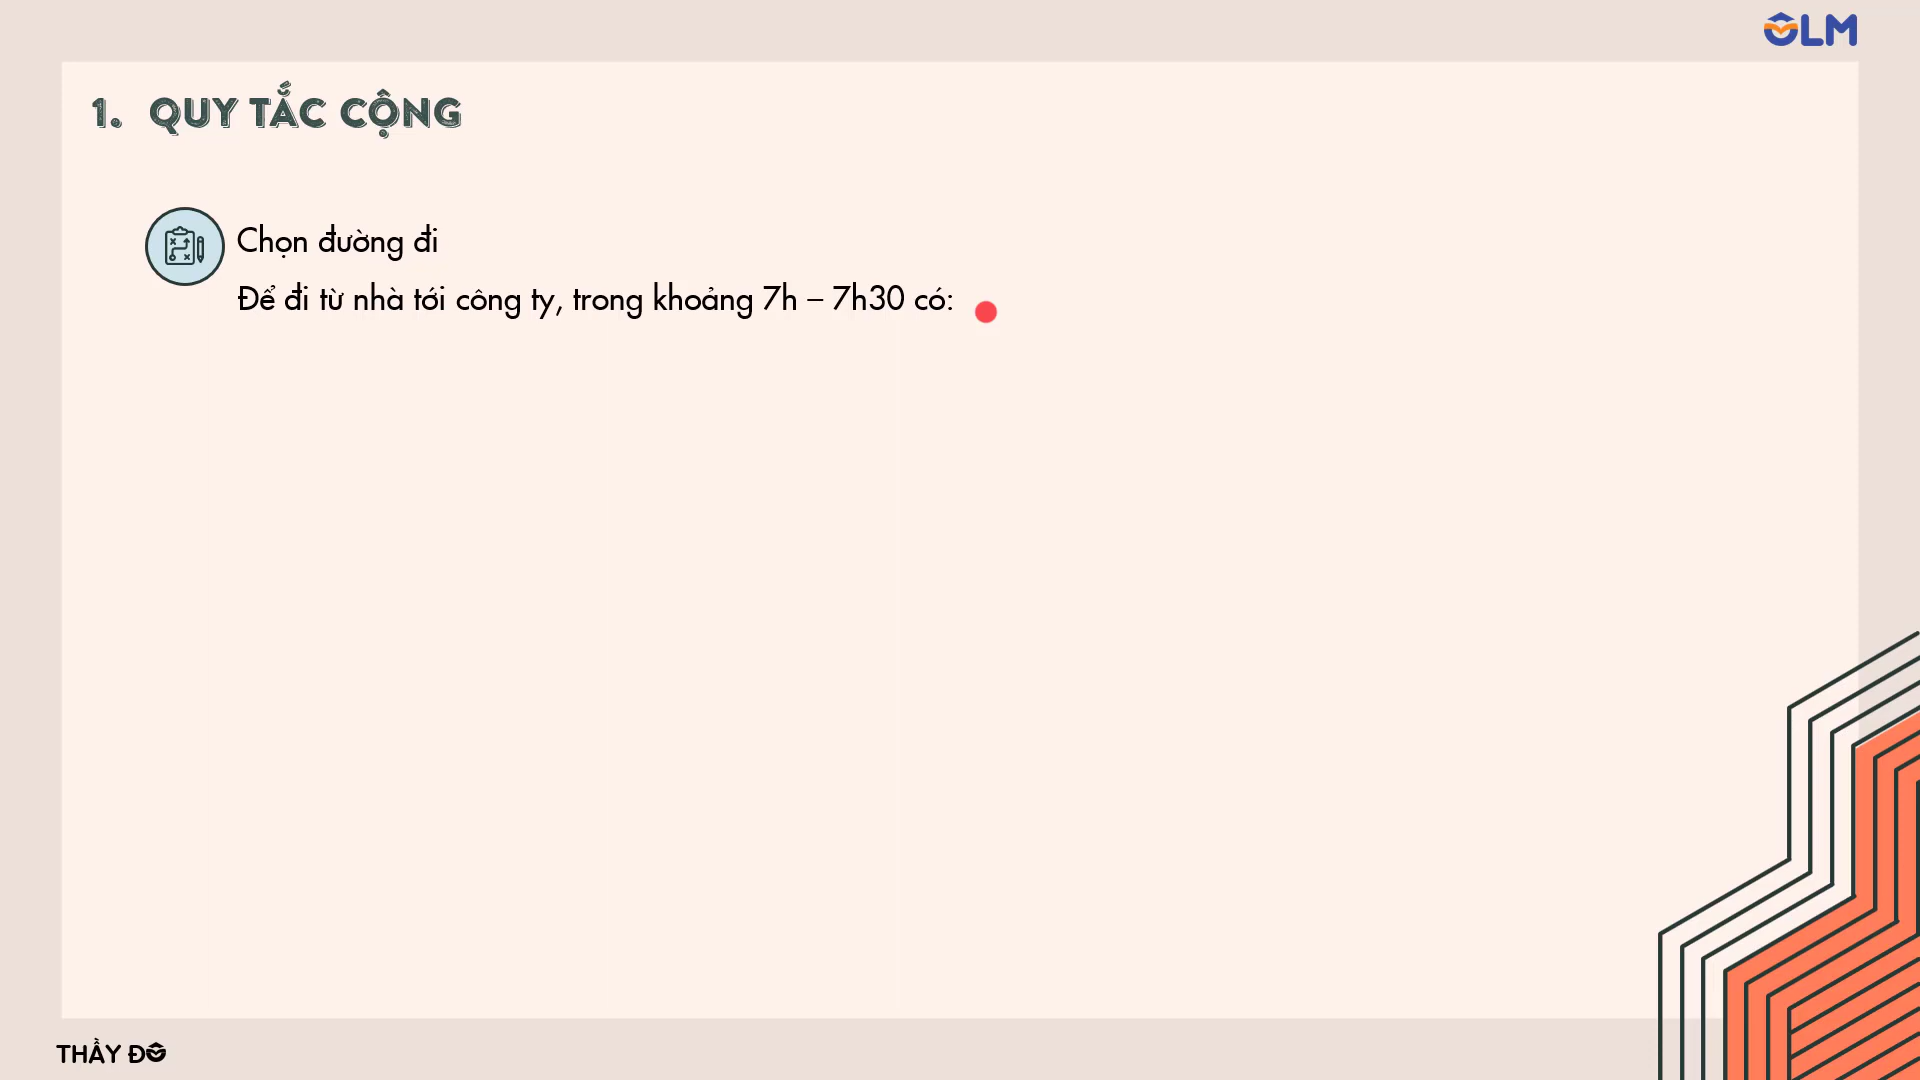 ÔLM
1. QUY TẮC CỘNG
Chọn đường đi
Để đi từ nhà tới công ty, trong khoảng 7h – 7h30 có:
THẦY ĐÔ